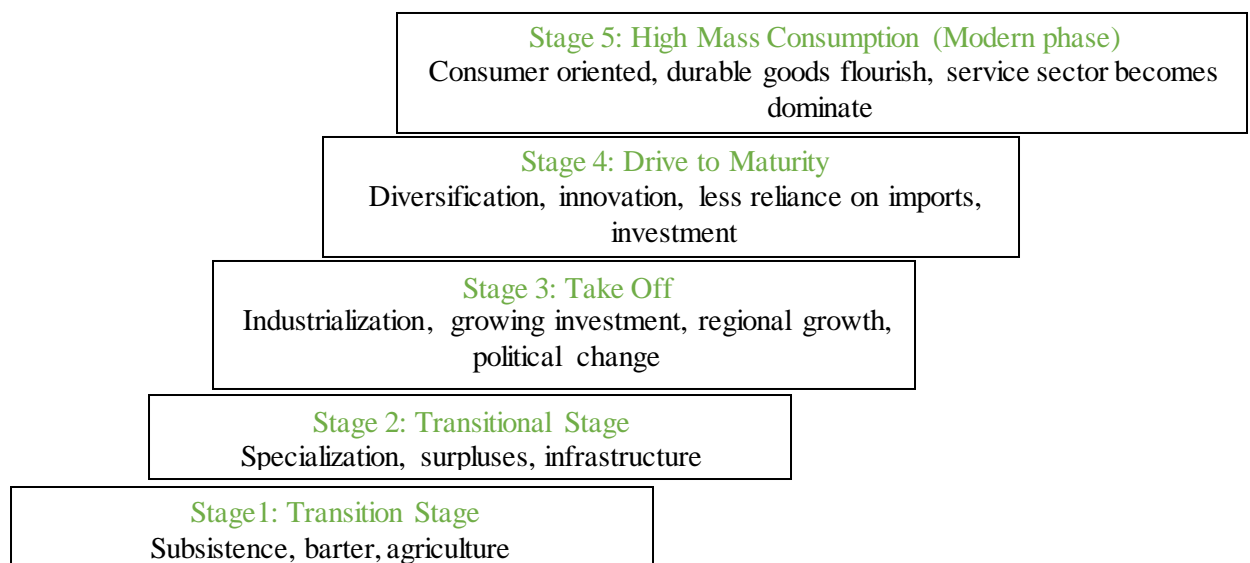 Stage 5: High Mass Consumption (Modern phase)
Consumer oriented, durable goods flourish, service sector becomes
dominate
Stage 4: Drive to Maturity
Diversification, innovation, less reliance on imports,
investment
Stage 3: Take Off
Industrialization, growing investment, regional growth,
political change
Stage 2: Transitional Stage
Specialization, surpluses, infrastructure
Stage1: Transition Stage
Subsistence, barter, agriculture